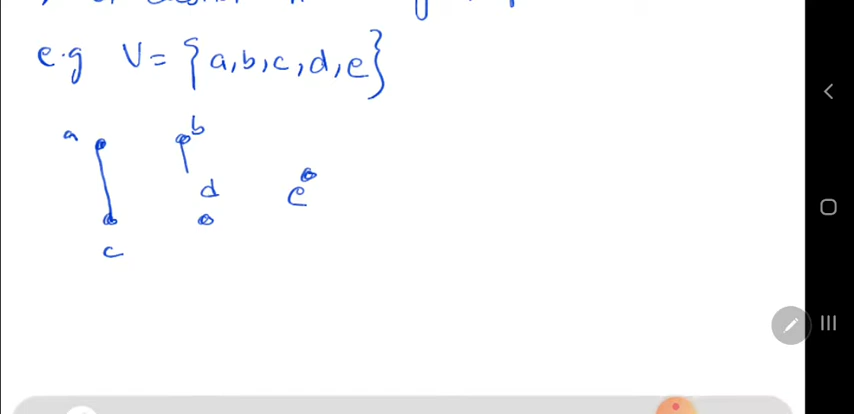 e.g V = {a, b, c, d, e}
a b
d e
c